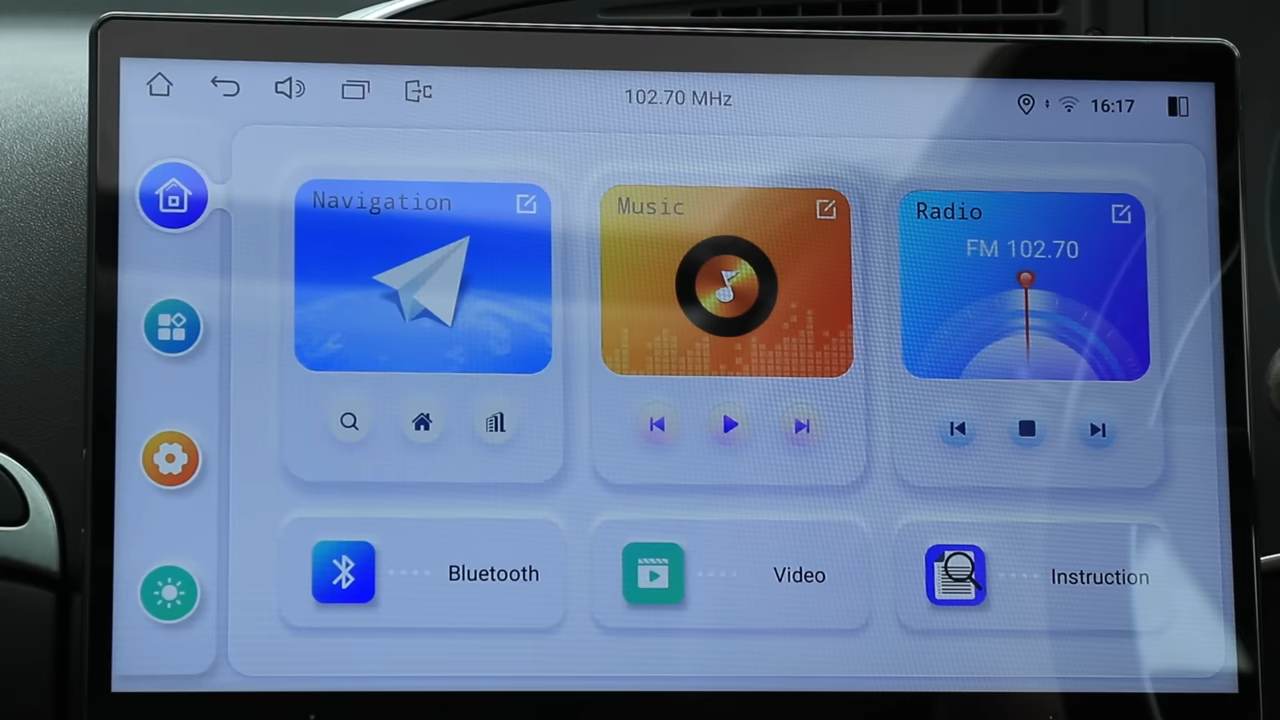 102.70 MHz
16:17
Navigation
Music
Radio
FM 102.70
Bluetooth
Video
Instruction